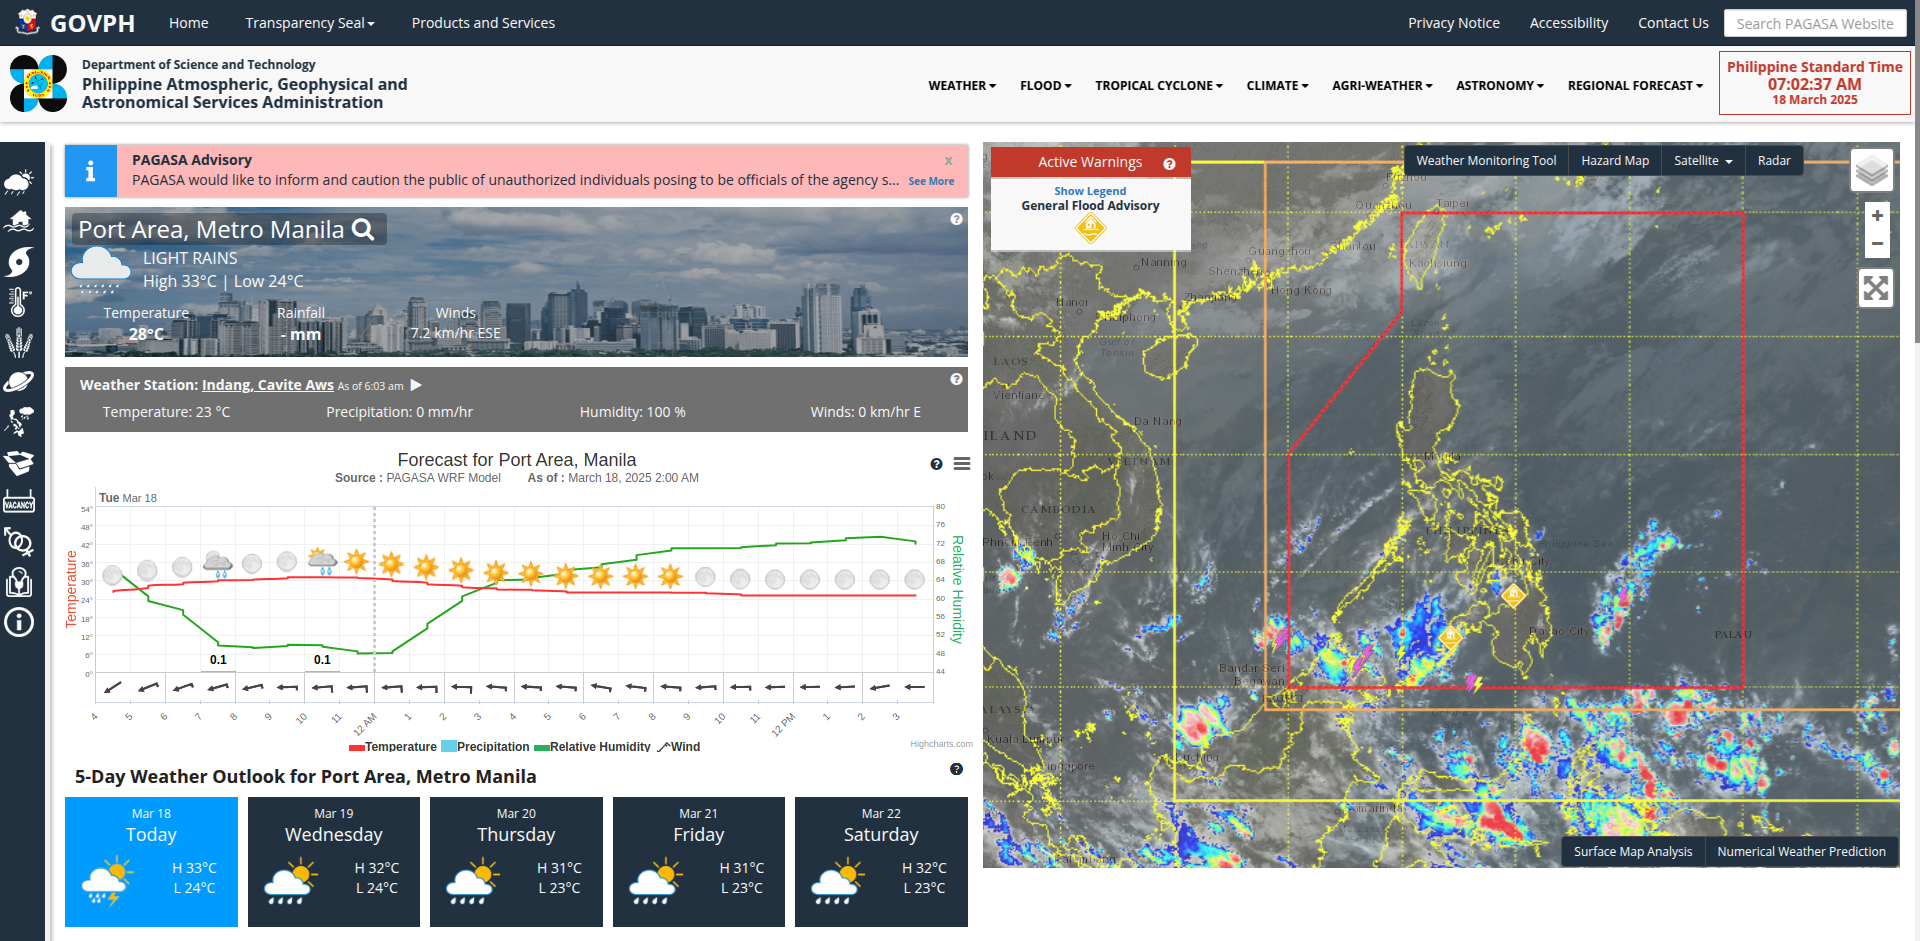 GOVPH
Home
Transparency Seal
Products and Services
Privacy Notice
Accessibility
Contact Us
Search PAGASA Website
Department of Science and Technology
Philippine Atmospheric, Geophysical and
Astronomical Services Administration
WEATHER
FLOOD
TROPICAL CYCLONE
CLIMATE
AGRI-WEATHER
ASTRONOMY
REGIONAL FORECAST
Philippine Standard Time
07:02:37 AM
18 March 2025
PAGASA Advisory
x
PAGASA would like to inform and caution the public of unauthorized individuals posing to be officials of the agency s... See More
Port Area, Metro Manila
LIGHT RAINS
High 33°C | Low 24°C
Temperature
28°C
Rainfall
- mm
Winds
7.2 km/hr ESE
Weather Station: Indang, Cavite Aws As of 6:03 am
Temperature: 23 °C
Precipitation: 0 mm/hr
Humidity: 100 %
Winds: 0 km/hr E
Forecast for Port Area, Manila
Source : PAGASA WRF Model As of : March 18, 2025 2:00 AM
Tue Mar 18
Temperature
54°
48°
42°
36°
30°
24°
18°
12°
6°
0°
80
76
72
68
64
60
56
52
48
44
Relative Humidity
0.1
0.1
4
5
6
7
8
9
10
11
12 AM
1
2
3
4
5
6
7
8
9
10
11
12 PM
1
2
3
Temperature
Precipitation
Relative Humidity
Wind
Highcharts.com
5-Day Weather Outlook for Port Area, Metro Manila
Mar 18
Today
H 33°C
L 24°C
Mar 19
Wednesday
H 32°C
L 24°C
Mar 20
Thursday
H 31°C
L 23°C
Mar 21
Friday
H 31°C
L 23°C
Mar 22
Saturday
H 32°C
L 23°C
VACANCY
Active Warnings
Show Legend
General Flood Advisory
Weather Monitoring Tool
Hazard Map
Satellite
Radar
+
−
Taipei
Guangzhou
Shantou
Nanning
Shenzhen
Kaohsiung
Hong Kong
Hanoi
Zhanjiang
Haiphong
Gulf of
Tonkin
LAOS
Vientiane
Da Nang
VIETNAM
CAMBODIA
Ho Chi
Minh City
Manila
Philippine Sea
Davao City
PALAU
Bandar Seri
Begawan
Kuala Lumpur
Singapore
Kuching
Samarinda
Surface Map Analysis
Numerical Weather Prediction